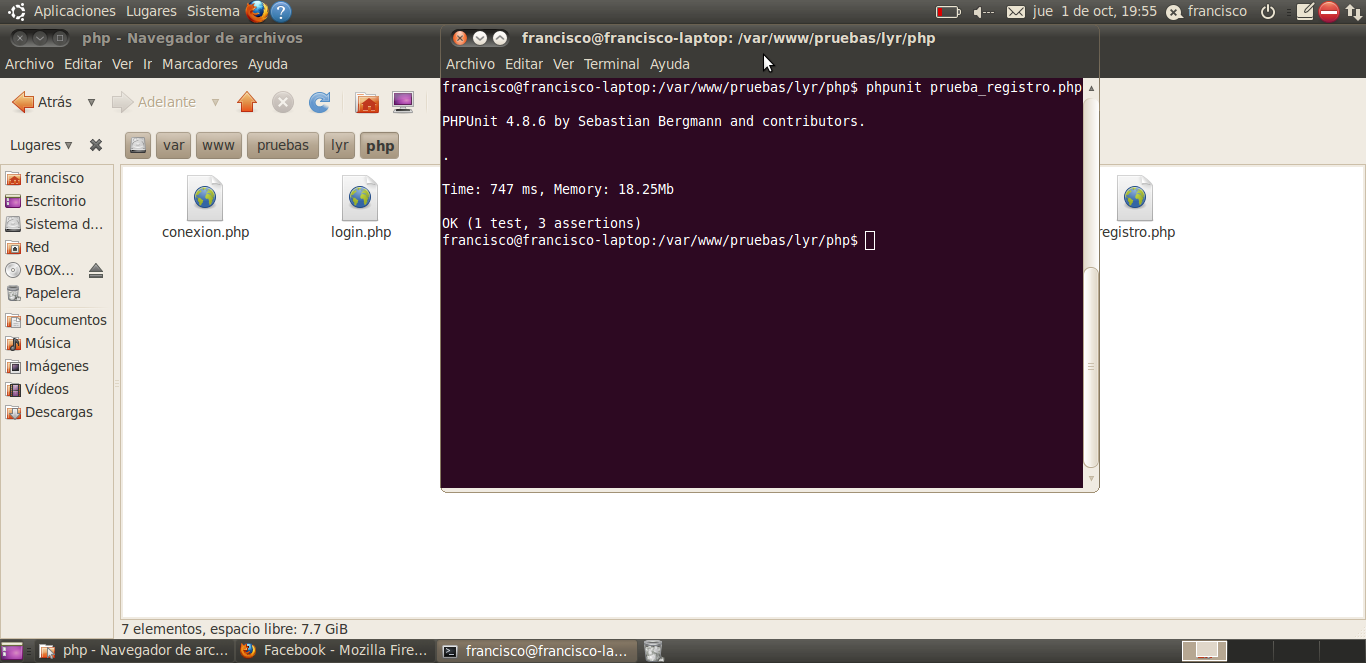 Aplicaciones Lugares Sistema
jue 1 de oct, 19:55 francisco
php - Navegador de archivos
Archivo Editar Ver Ir Marcadores Ayuda
Atrás Adelante
Lugares
var www pruebas lyr php
francisco
Escritorio
Sistema d...
Red
VBOX...
Papelera
Documentos
Música
Imágenes
Vídeos
Descargas
conexion.php login.php
registro.php
7 elementos, espacio libre: 7.7 GiB
francisco@francisco-laptop: /var/www/pruebas/lyr/php
Archivo Editar Ver Terminal Ayuda
francisco@francisco-laptop:/var/www/pruebas/lyr/php$ phpunit prueba_registro.php
PHPUnit 4.8.6 by Sebastian Bergmann and contributors.
.
Time: 747 ms, Memory: 18.25Mb
OK (1 test, 3 assertions)
francisco@francisco-laptop:/var/www/pruebas/lyr/php$
php - Navegador de arc... Facebook - Mozilla Fire... francisco@francisco-la...